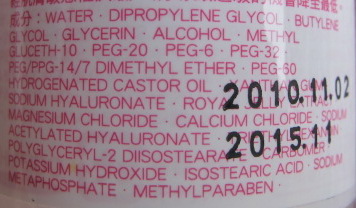 成分：WATER · DIPROPYLENE GLYCOL · BUTYLENE
GLYCOL · GLYCERIN · ALCOHOL · METHYL
GLUCETH-10 · PEG-20 · PEG-6 · PEG-32
PEG/PPG-14/7 DIMETHYL ETHER · PEG-60
HYDROGENATED CASTOR OIL ·
2010.11.02
SODIUM HYALURONATE ·
MAGNESIUM CHLORIDE · CALCIUM CHLORIDE · SODIUM
2015.11
ACETYLATED HYALURONATE ·
POLYGLYCERYL-2 DIISOSTEARATE · CARBOMER
POTASSIUM HYDROXIDE · ISOSTEARIC ACID · SODIUM
METAPHOSPHATE · METHYLPARABEN ·